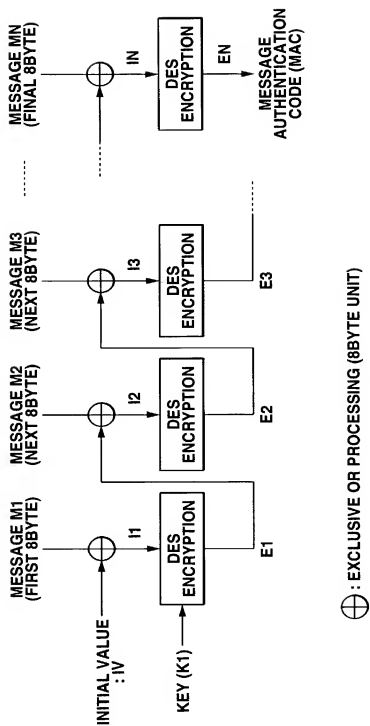 MESSAGE M1
(FIRST 8BYTE)
MESSAGE M2
(NEXT 8BYTE)
MESSAGE M3
(NEXT 8BYTE)
MESSAGE MN
(FINAL 8BYTE)
INITIAL VALUE
: IV
I1
I2
I3
IN
KEY (K1)
DES
ENCRYPTION
DES
ENCRYPTION
DES
ENCRYPTION
DES
ENCRYPTION
E1
E2
E3
EN
MESSAGE
AUTHENTICATION
CODE (MAC)
⊕ : EXCLUSIVE OR PROCESSING (8BYTE UNIT)